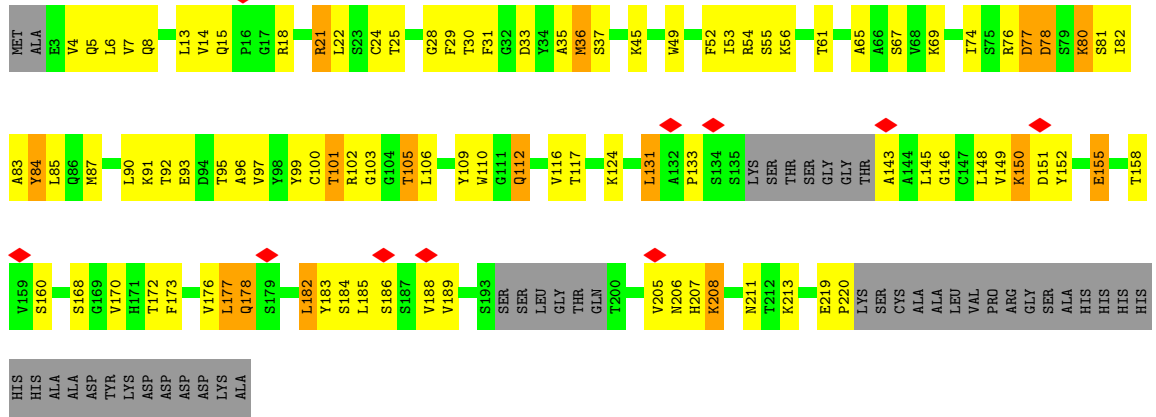 MET ALA E3 V4 Q5 L6 V7 Q8 L13 V14 Q15 P16 G17 R18 R21 L22 S23 C24 T25 G28 F29 T30 F31 G32 D33 Y34 A35 M36 S37 K45 W49 F52 I53 R54 S55 K56 T61 A65 A66 S67 V68 K69 I74 S75 R76 D77 D78 S79 K80 S81 I82
A83 Y84 L85 Q86 M87 L90 K91 T92 E93 D94 T95 A96 V97 Y98 Y99 C100 T101 R102 G103 G104 T105 L106 Y109 W110 G111 Q112 V116 T117 K124 L131 A132 P133 S134 S135 LYS SER THR SER GLY GLY THR A143 A144 L145 G146 C147 L148 V149 K150 D151 Y152 E155 T158
V159 S160 S168 G169 V170 H171 T172 F173 V176 L177 Q178 S179 L182 Y183 S184 L185 S186 S187 V188 V189 S193 SER SER LEU GLY THR GLN T200 V205 N206 H207 K208 N211 T212 K213 E219 P220 LYS SER CYS ALA ALA LEU VAL PRO ARG GLY SER ALA HIS HIS HIS HIS
HIS HIS ALA ALA ASP TYR LYS ASP ASP ASP ASP LYS ALA